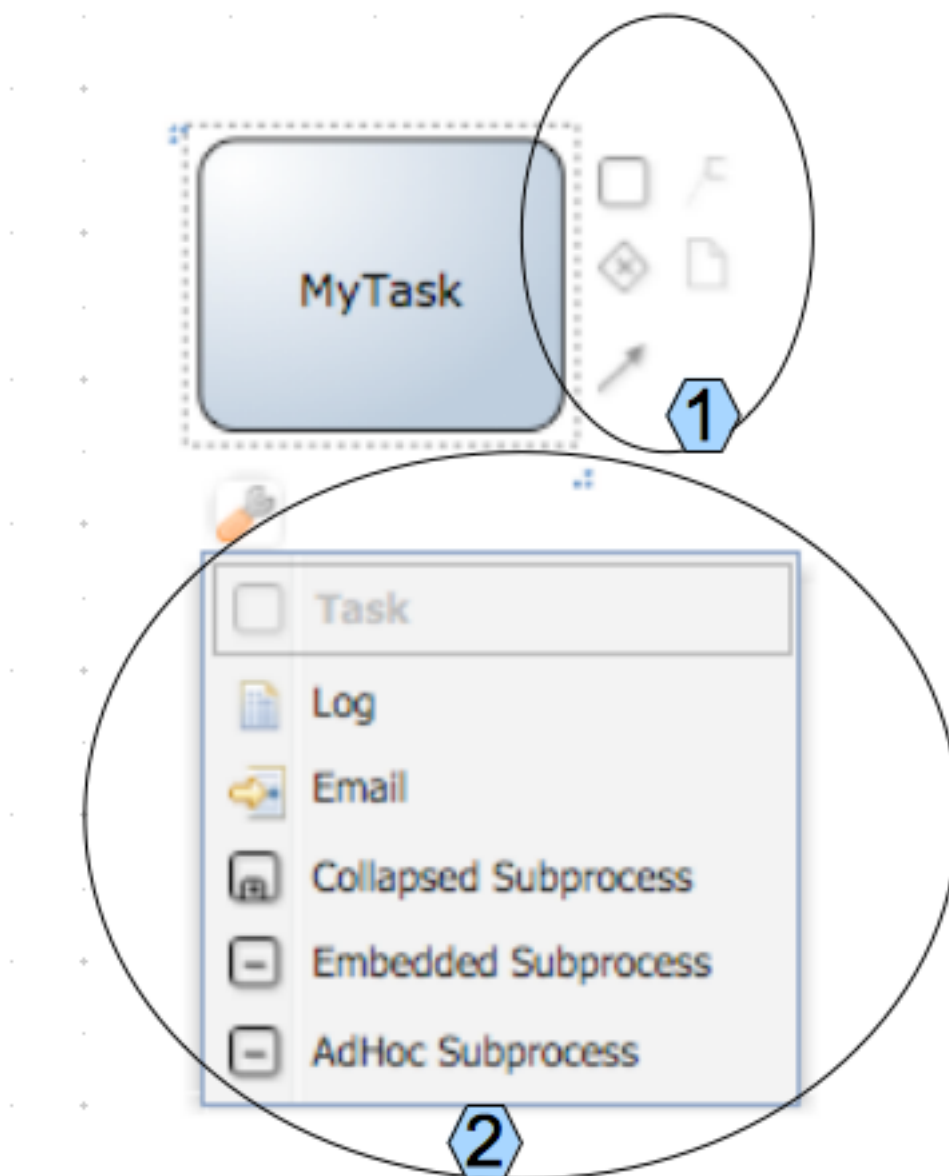 MyTask
1
Task
Log
Email
Collapsed Subprocess
Embedded Subprocess
AdHoc Subprocess
2